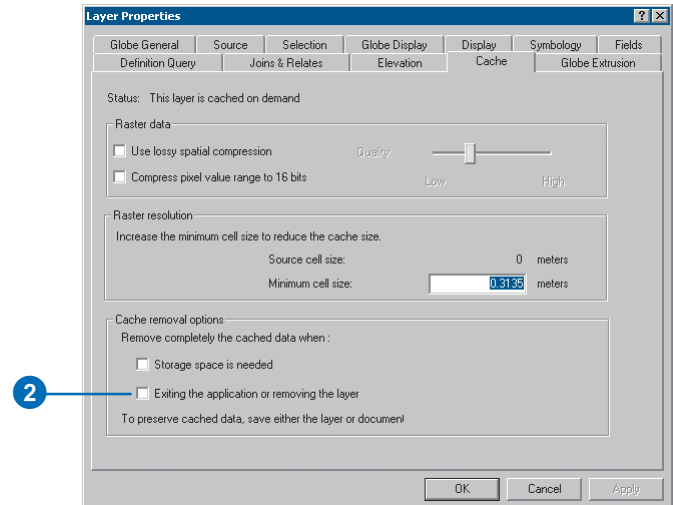 Layer Properties
Globe General Source Selection Globe Display Display Symbology Fields
Definition Query Joins & Relates Elevation Cache Globe Extrusion
Status: This layer is cached on demand
Raster data
Use lossy spatial compression Quality:
Compress pixel value range to 16 bits Low High
Raster resolution
Increase the minimum cell size to reduce the cache size.
Source cell size: 0 meters
Minimum cell size: 0.3135 meters
Cache removal options
Remove completely the cached data when :
Storage space is needed
2 Exiting the application or removing the layer
To preserve cached data, save either the layer or document
OK Cancel Apply